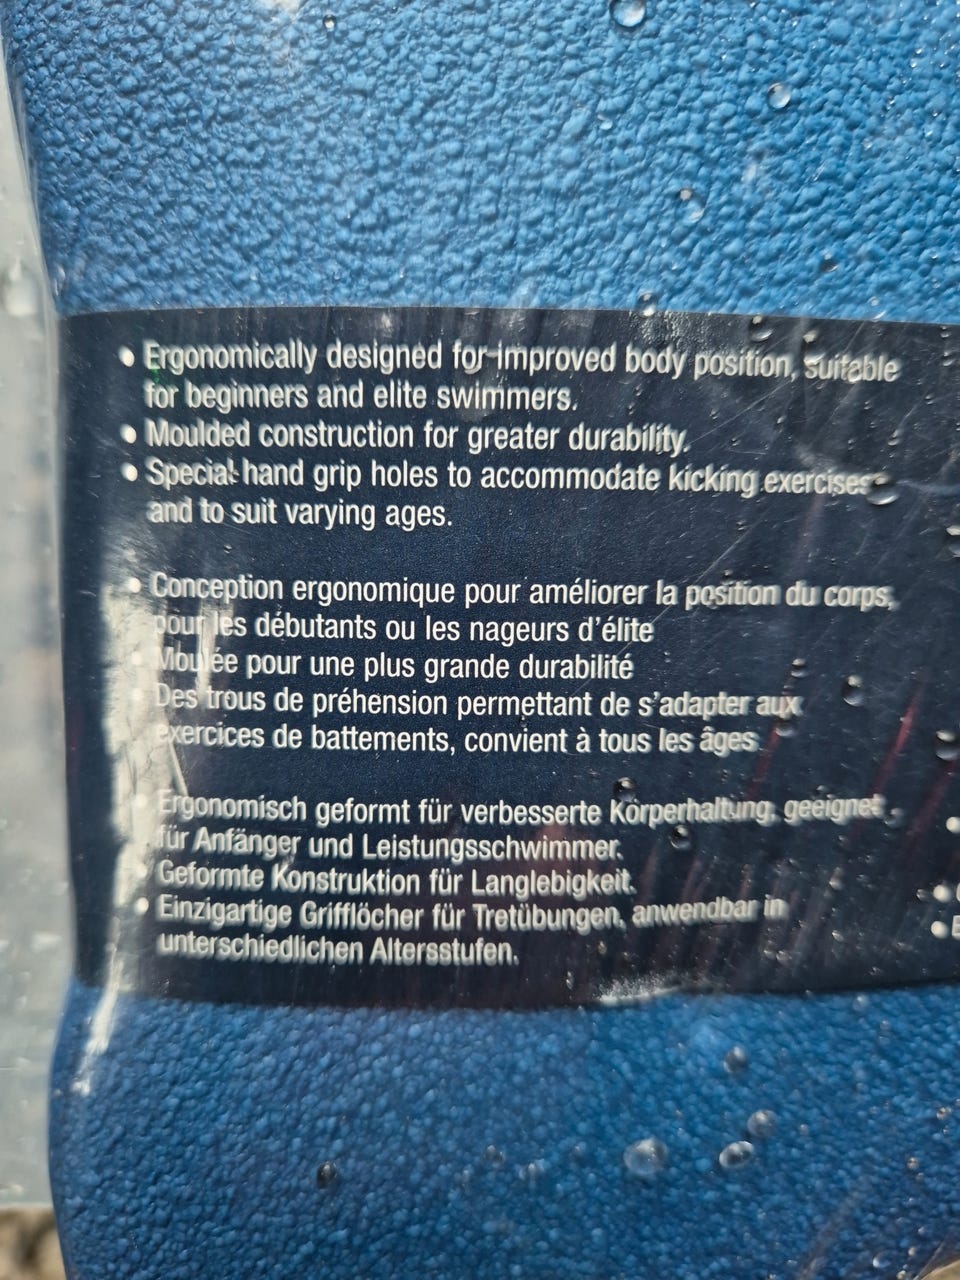 • Ergonomically designed for improved body position, suitable
for beginners and elite swimmers.
• Moulded construction for greater durability.
• Special hand grip holes to accommodate kicking exercises
and to suit varying ages.
• Conception ergonomique pour améliorer la position du corps,
pour les débutants ou les nageurs d'élite
• Moulée pour une plus grande durabilité
• Des trous de préhension permettant de s'adapter aux
exercices de battements, convient à tous les âges
• Ergonomisch geformt für verbesserte Körperhaltung, geeignet
für Anfänger und Leistungsschwimmer.
• Geformte Konstruktion für Langlebigkeit.
• Einzigartige Grifflöcher für Tretübungen, anwendbar in
unterschiedlichen Altersstufen.